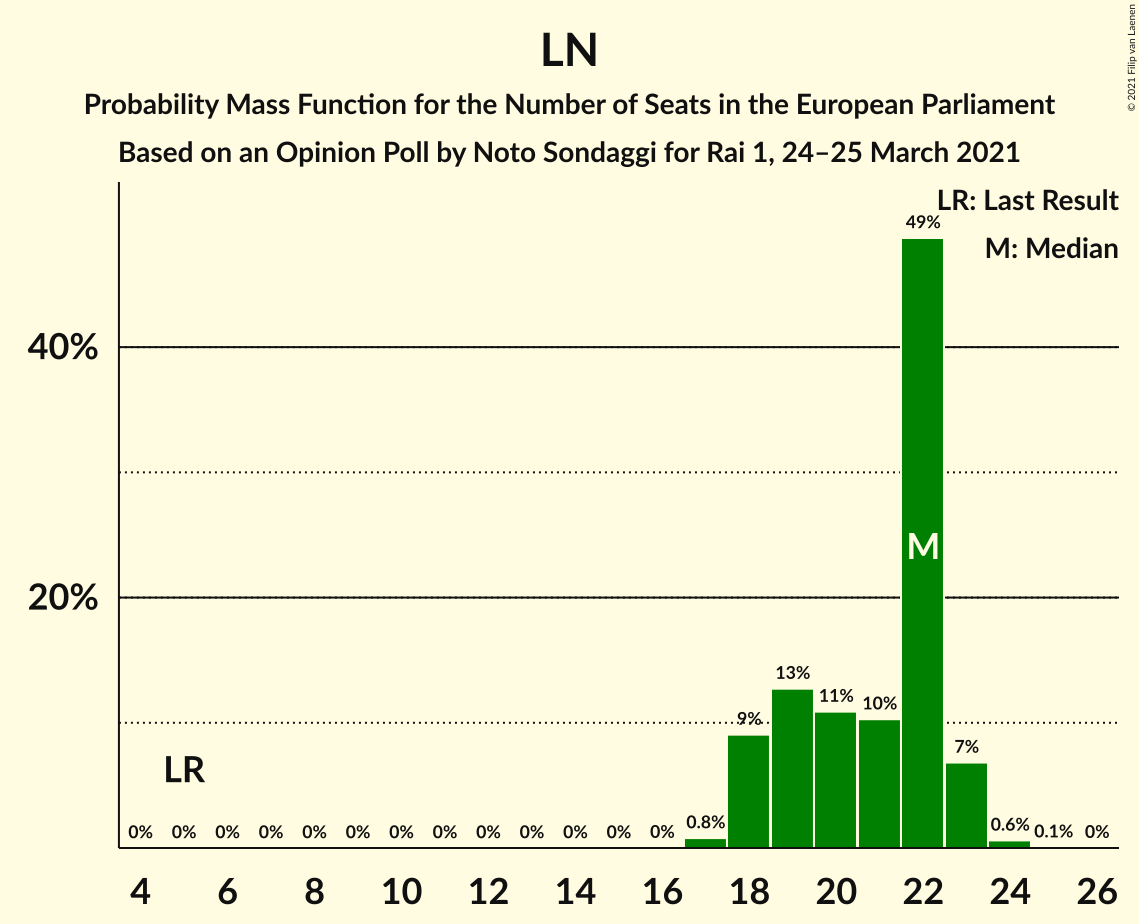 LN
Probability Mass Function for the Number of Seats in the European Parliament
Based on an Opinion Poll by Noto Sondaggi for Rai 1, 24–25 March 2021
© 2021 Filip van Laenen
LR: Last Result
M: Median
49%
40%
M
20%
13%
11%
10%
9%
7%
LR
0% 0% 0% 0% 0% 0% 0% 0% 0% 0% 0% 0% 0% 0.8% 0.6% 0.1% 0%
4 6 8 10 12 14 16 18 20 22 24 26